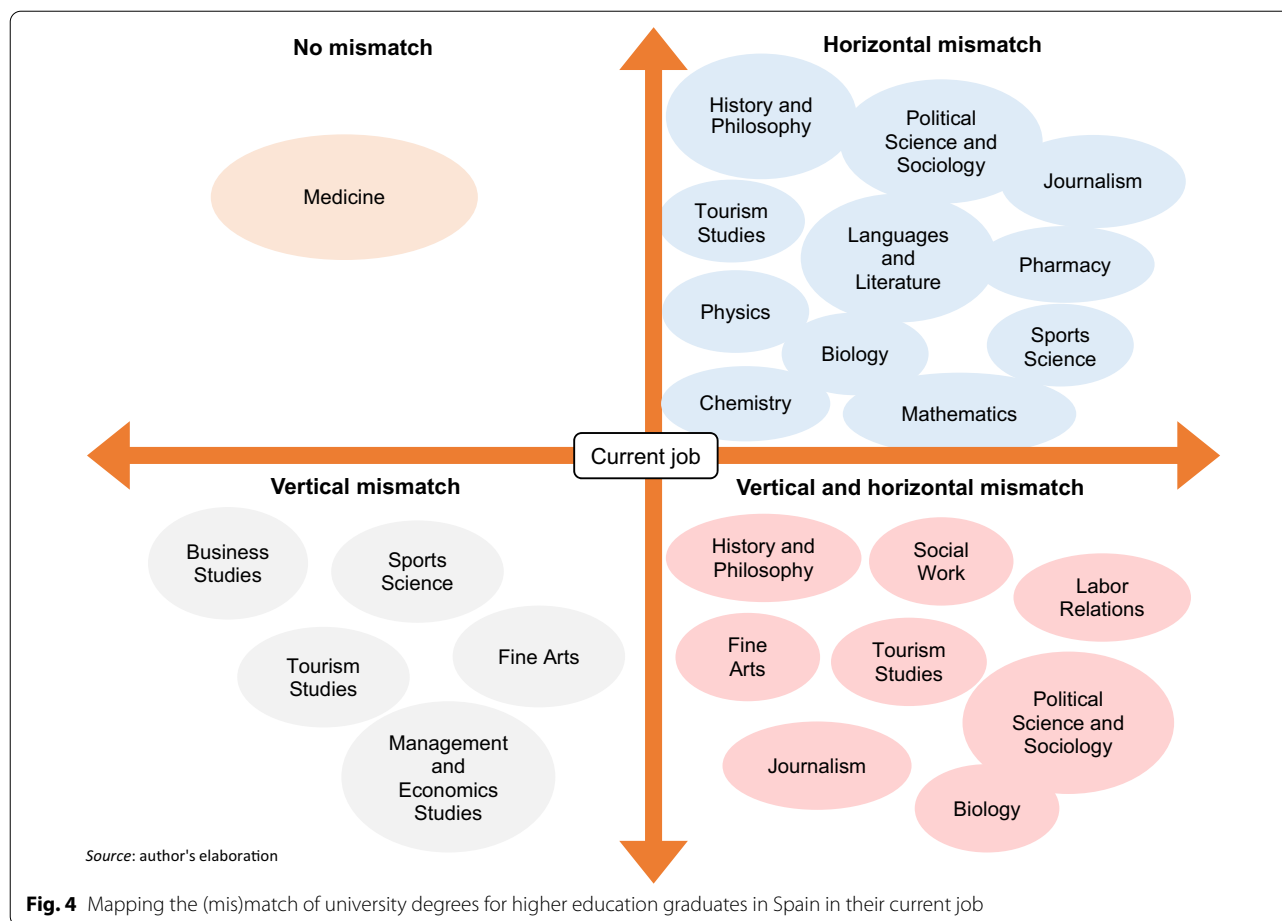 No mismatch
Medicine
Horizontal mismatch
History and
Philosophy
Political
Science and
Sociology
Journalism
Tourism
Studies
Languages
and
Literature
Pharmacy
Physics
Biology
Sports
Science
Chemistry
Mathematics
Current job
Vertical mismatch
Business
Studies
Sports
Science
Tourism
Studies
Fine Arts
Management
and
Economics
Studies
Vertical and horizontal mismatch
History and
Philosophy
Social
Work
Labor
Relations
Fine
Arts
Tourism
Studies
Political
Science and
Sociology
Journalism
Biology
Source: author's elaboration
Fig. 4 Mapping the (mis)match of university degrees for higher education graduates in Spain in their current job